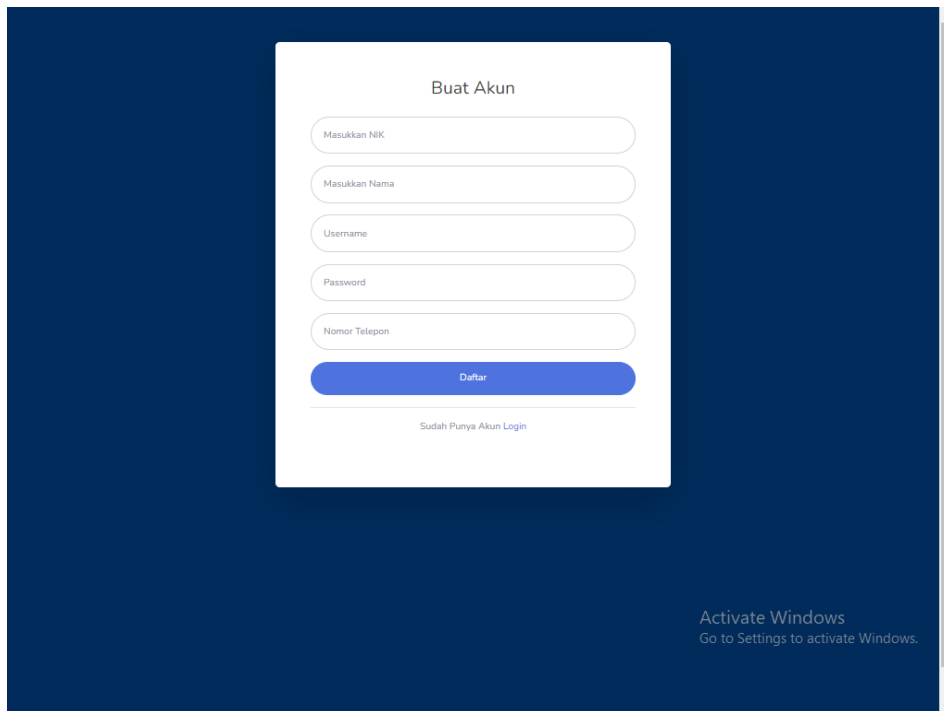 Buat Akun
Masukkan NIK
Masukkan Nama
Username
Password
Nomor Telepon
Daftar
Sudah Punya Akun Login
Activate Windows
Go to Settings to activate Windows.